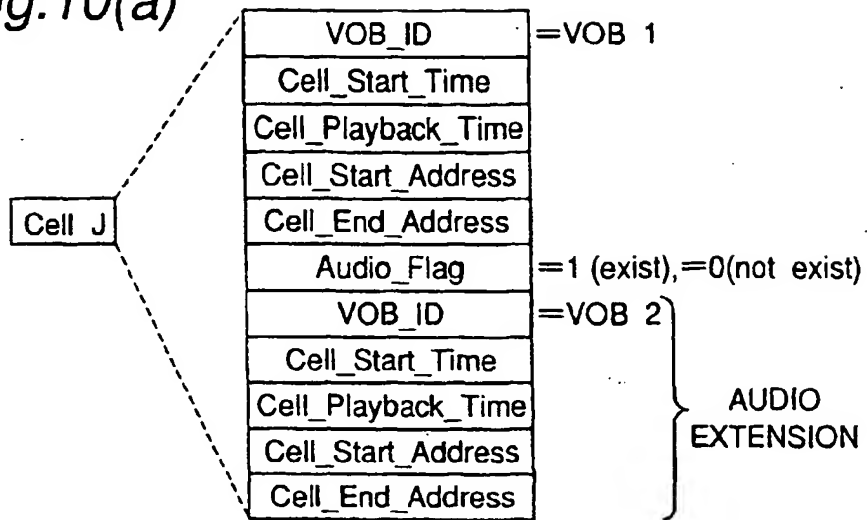 g.10(a)
VOB_ID =VOB 1
Cell_Start_Time
Cell_Playback_Time
Cell_Start_Address
Cell J
Cell_End_Address
Audio_Flag =1 (exist),=0(not exist)
VOB_ID =VOB 2
Cell_Start_Time
Cell_Playback_Time
AUDIO
EXTENSION
Cell_Start_Address
Cell_End_Address